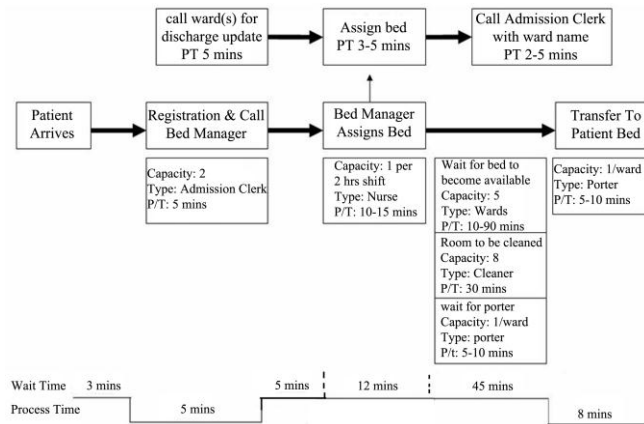 call ward(s) for
discharge update
PT 5 mins
Assign bed
PT 3-5 mins
Call Admission Clerk
with ward name
PT 2-5 mins
Patient
Arrives
Registration & Call
Bed Manager
Bed Manager
Assigns Bed
Transfer To
Patient Bed
Capacity: 2
Type: Admission Clerk
P/T: 5 mins
Capacity: 1 per
2 hrs shift
Type: Nurse
P/T: 10-15 mins
Wait for bed to
become available
Capacity: 5
Type: Wards
P/T: 10-90 mins
Room to be cleaned
Capacity: 8
Type: Cleaner
P/T: 30 mins
wait for porter
Capacity: 1/ward
Type: porter
P/t: 5-10 mins
Capacity: 1/ward
Type: Porter
P/T: 5-10 mins
Wait Time
3 mins
5 mins
12 mins
45 mins
Process Time
5 mins
8 mins